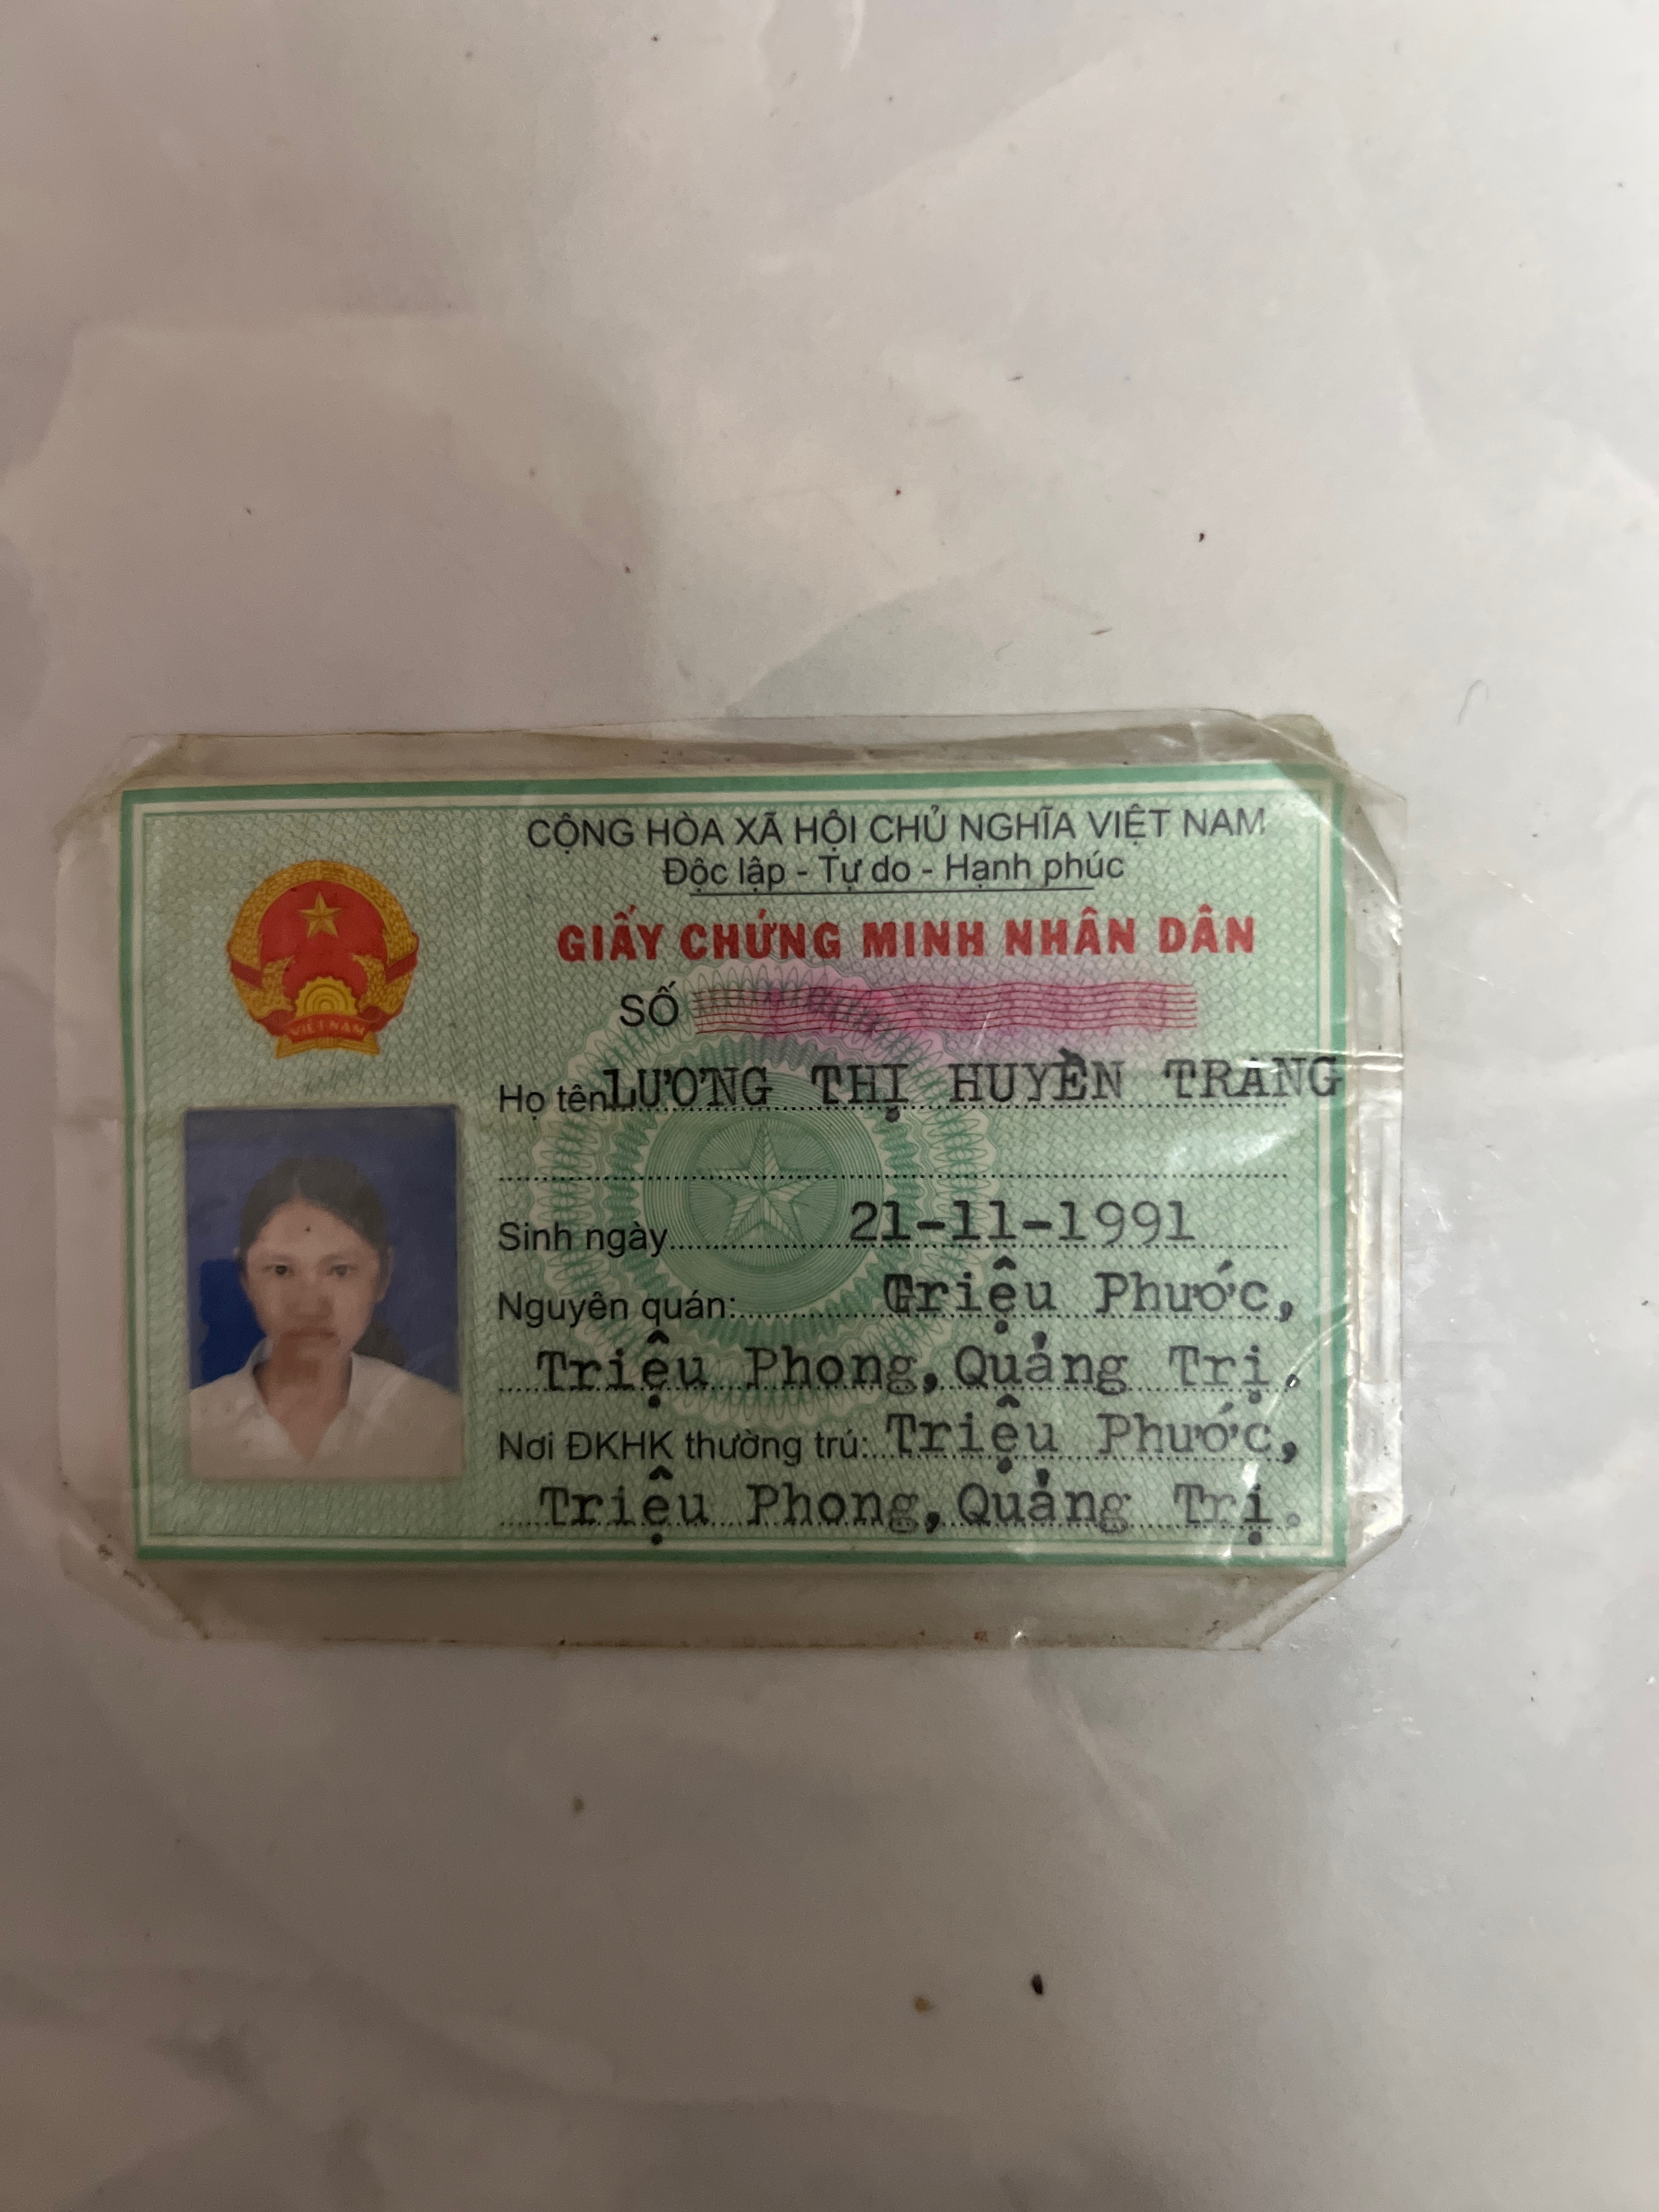 CỘNG HÒA XÃ HỘI CHỦ NGHĨA VIỆT NAM
Độc lập - Tự do - Hạnh phúc
GIẤY CHỨNG MINH NHÂN DÂN
SỐ
VIỆT NAM
Họ tên LƯƠNG THỊ HUYỀN TRANG
Sinh ngày 21-11-1991
Nguyên quán: Triệu Phước,
Triệu Phong, Quảng Trị.
Nơi ĐKHK thường trú: Triệu Phước,
Triệu Phong, Quảng Trị.